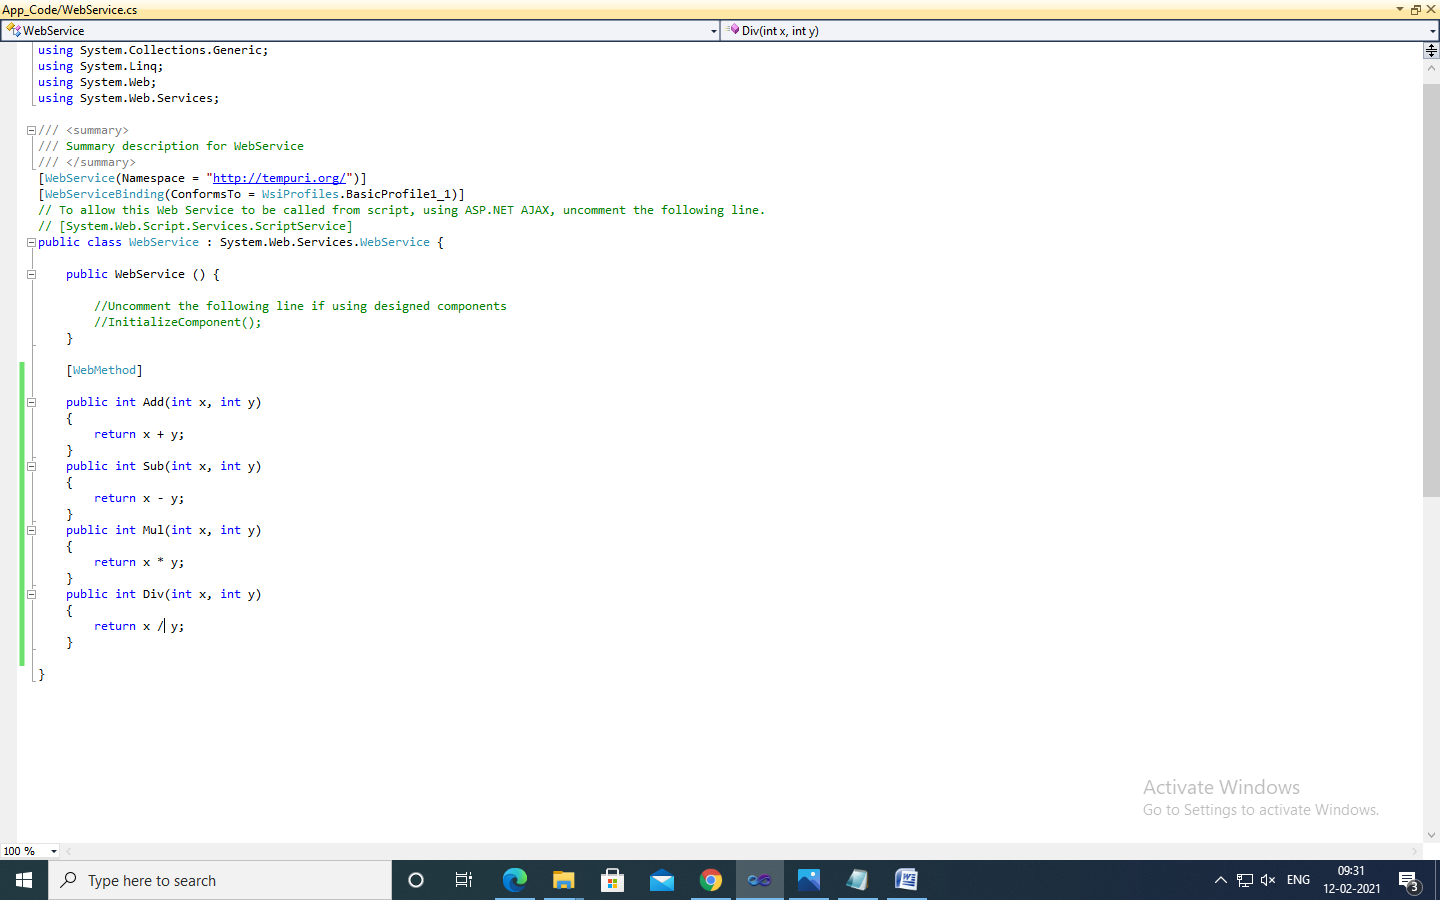 App_Code/WebService.cs
WebService
Div(int x, int y)
using System.Collections.Generic;
using System.Linq;
using System.Web;
using System.Web.Services;
/// <summary>
/// Summary description for WebService
/// </summary>
[WebService(Namespace = "http://tempuri.org/")]
[WebServiceBinding(ConformsTo = WsiProfiles.BasicProfile1_1)]
// To allow this Web Service to be called from script, using ASP.NET AJAX, uncomment the following line.
// [System.Web.Script.Services.ScriptService]
public class WebService : System.Web.Services.WebService {
public WebService () {
//Uncomment the following line if using designed components
//InitializeComponent();
}
[WebMethod]
public int Add(int x, int y)
{
return x + y;
}
public int Sub(int x, int y)
{
return x - y;
}
public int Mul(int x, int y)
{
return x * y;
}
public int Div(int x, int y)
{
return x / y;
}
}
Activate Windows
Go to Settings to activate Windows.
100 %
Type here to search
ENG
09:31
12-02-2021
3